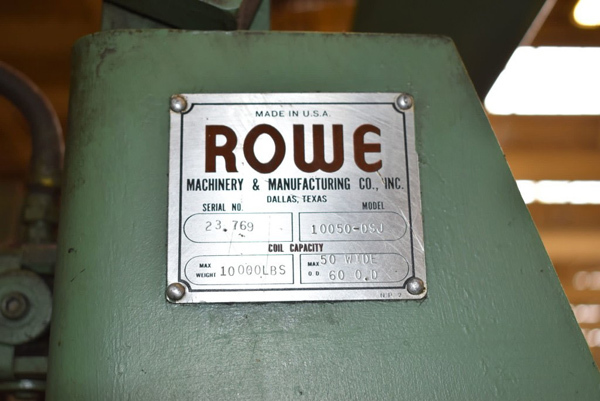 MADE IN U.S.A.
ROWE
MACHINERY & MANUFACTURING CO., INC.
DALLAS, TEXAS
SERIAL NO. MODEL
23.769 10050-DSJ
COIL CAPACITY
MAX WEIGHT 10000LBS
MAX 50 WIDE
O.D. 60 O.D
N.P. 7